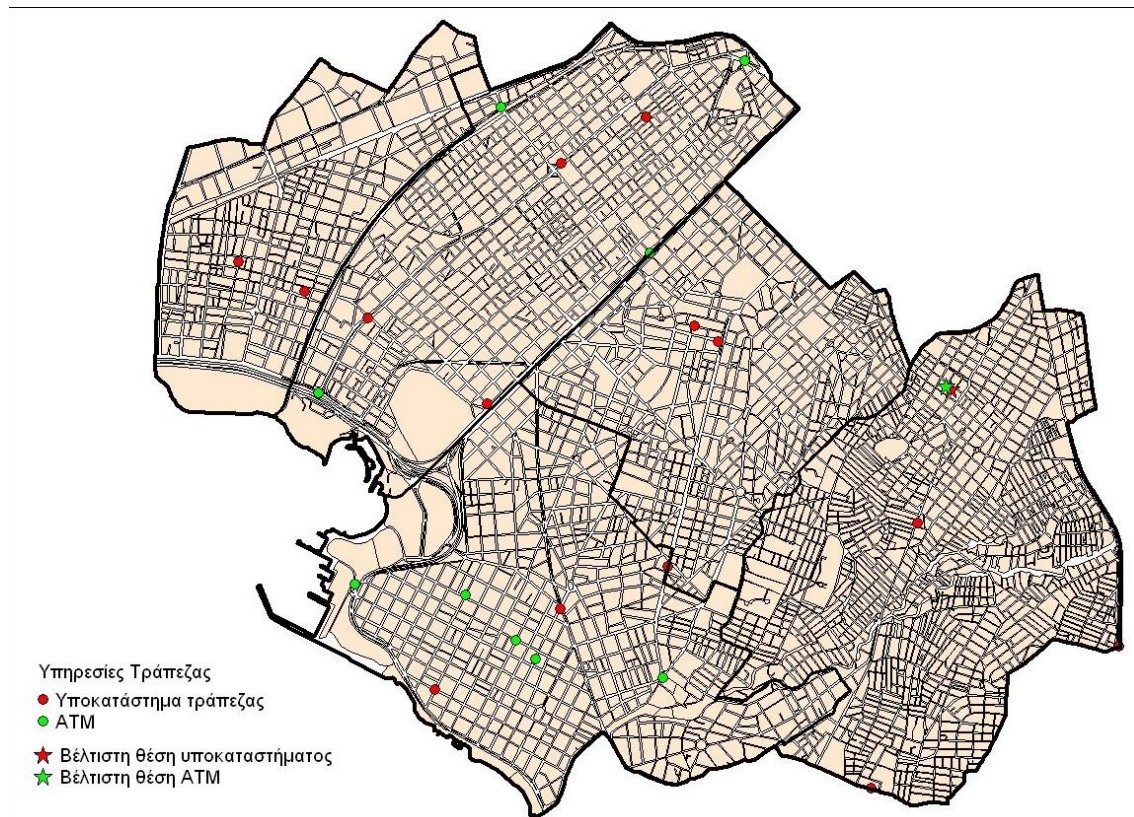 Υπηρεσίες Τράπεζας
Υποκατάστημα τράπεζας
ATM
Βέλτιστη θέση υποκαταστήματος
Βέλτιστη θέση ATM